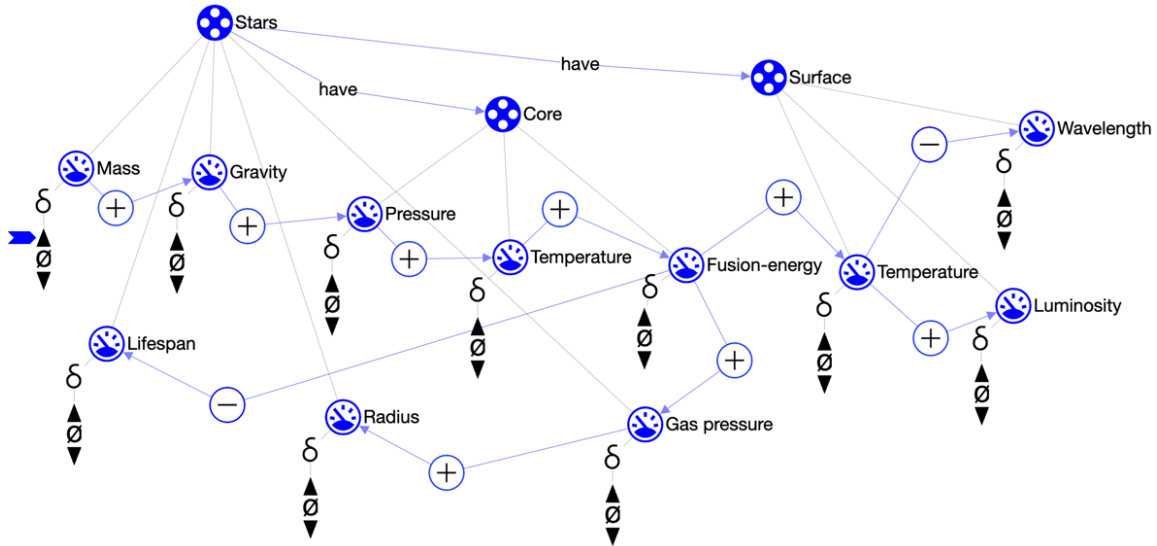 Stars
have
Surface
have
Core
Wavelength
Mass
Gravity
−
δ
+
δ
+
δ
+
Pressure
+
Ø
Ø
δ
+
Temperature
Fusion-energy
Temperature
Ø
Ø
δ
δ
δ
Luminosity
Lifespan
Ø
Ø
Ø
+
δ
δ
+
Ø
Ø
−
Radius
Gas pressure
δ
+
δ
Ø
Ø